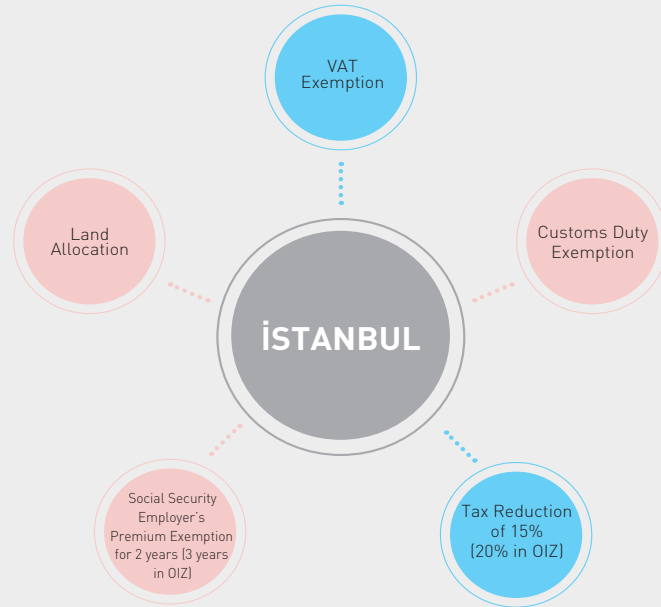 VAT
Exemption
Land
Allocation
Customs Duty
Exemption
İSTANBUL
Social Security
Employer's
Premium Exemption
for 2 years (3 years
in OIZ)
Tax Reduction
of 15%
(20% in OIZ)